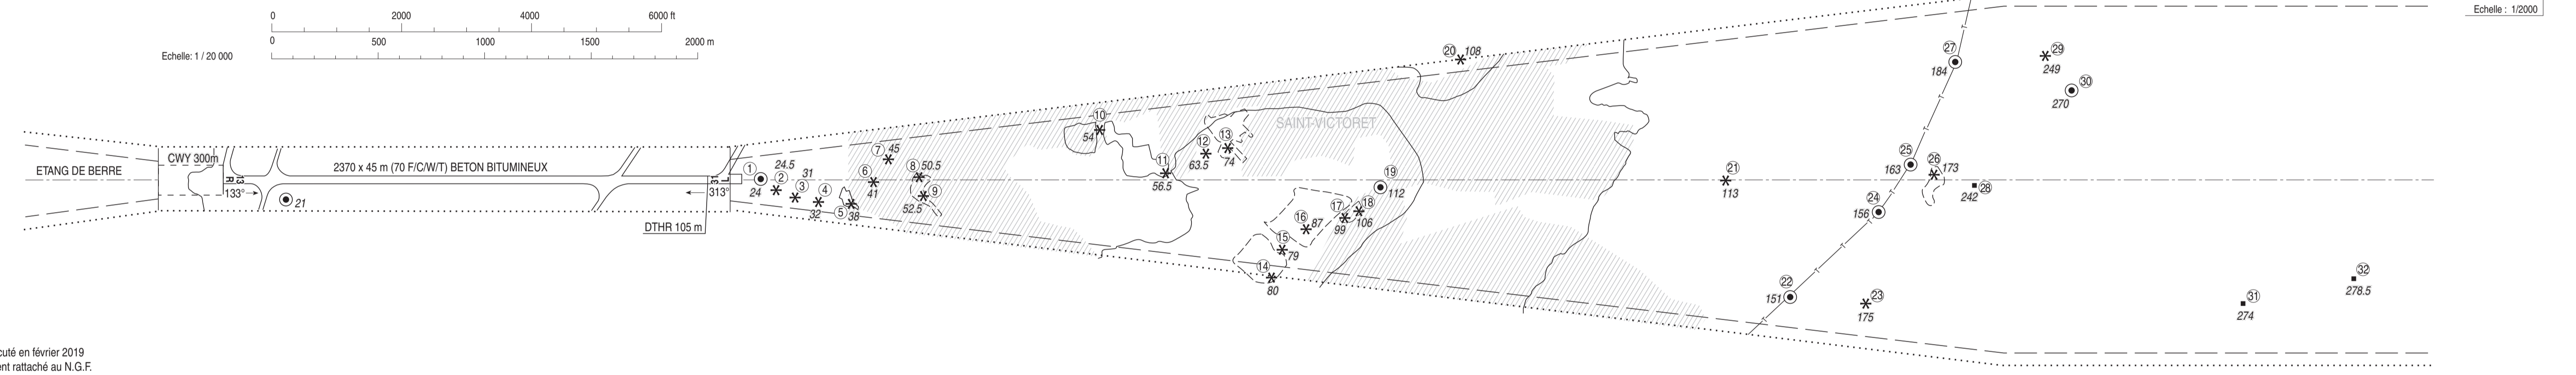 0 2000 4000 6000 ft
0 500 1000 1500 2000 m
Echelle: 1 / 20 000
Echelle : 1/2000
ETANG DE BERRE
CWY 300m
2370 x 45 m (70 F/C/W/T) BETON BITUMINEUX
13
R
133°
21
31
L
313°
DTHR 105 m
SAINT-VICTORET
1 24
2 24.5
3 31
4 32
5 38
6 41
7 45
8 50.5
9 52.5
10 54
11 56.5
12 63.5
13 74
14 80
15 79
16 87
17 99
18 106
19 112
20 108
21 113
22 151
23 175
24 156
25 163
26 173
27 184
28 242
29 249
30 270
31 274
32 278.5
cuté en février 2019
ent rattaché au N.G.F.